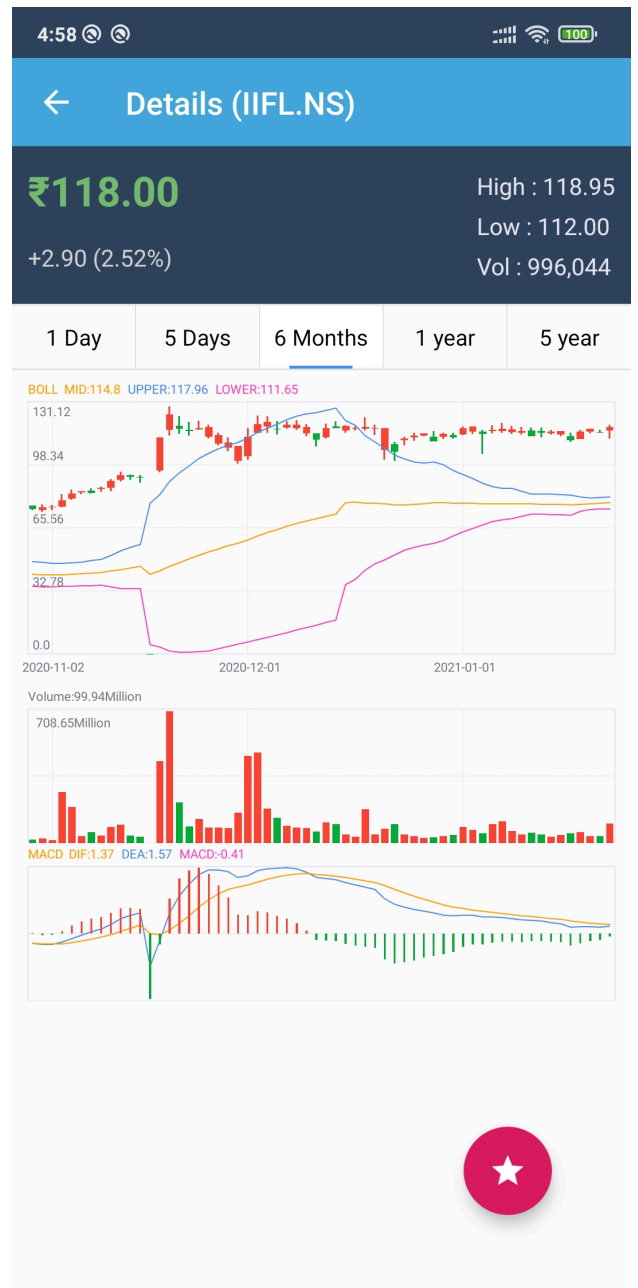 4:58
100
Details (IIFL.NS)
₹118.00
High : 118.95
Low : 112.00
+2.90 (2.52%)
Vol : 996,044
1 Day 5 Days 6 Months 1 year 5 year
BOLL MID:114.8 UPPER:117.96 LOWER:111.65
131.12
98.34
65.56
32.78
0.0
2020-11-02 2020-12-01 2021-01-01
Volume:99.94Million
708.65Million
MACD DIF:1.37 DEA:1.57 MACD:-0.41